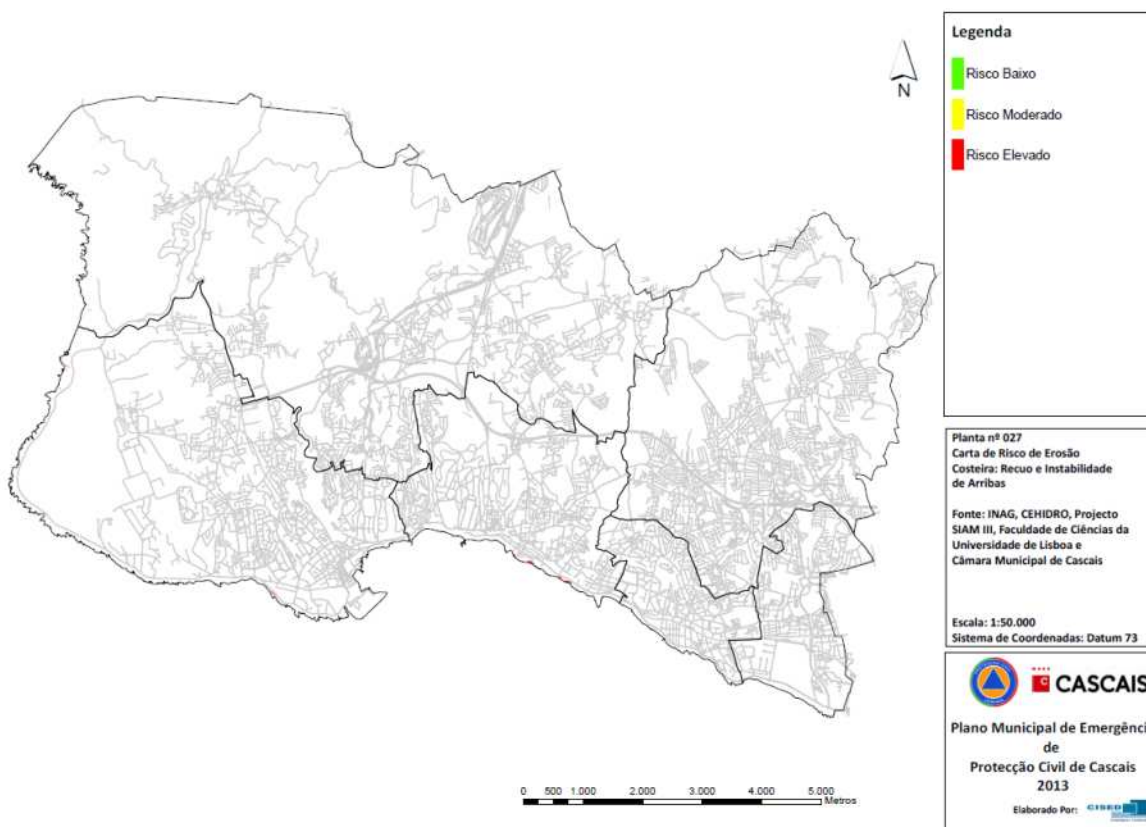 Legenda
Risco Baixo
Risco Moderado
Risco Elevado
N
Planta nº 027
Carta de Risco de Erosão
Costeira: Recuo e Instabilidade
de Arribas
Fonte: INAG, CEHIDRO, Projecto
SIAM III, Faculdade de Ciências da
Universidade de Lisboa e
Câmara Municipal de Cascais
Escala: 1:50.000
Sistema de Coordenadas: Datum 73
C CASCAIS
Plano Municipal de Emergênci
de
Protecção Civil de Cascais
2013
Elaborado Por: CISED
0 500 1.000 2.000 3.000 4.000 5.000
Metros